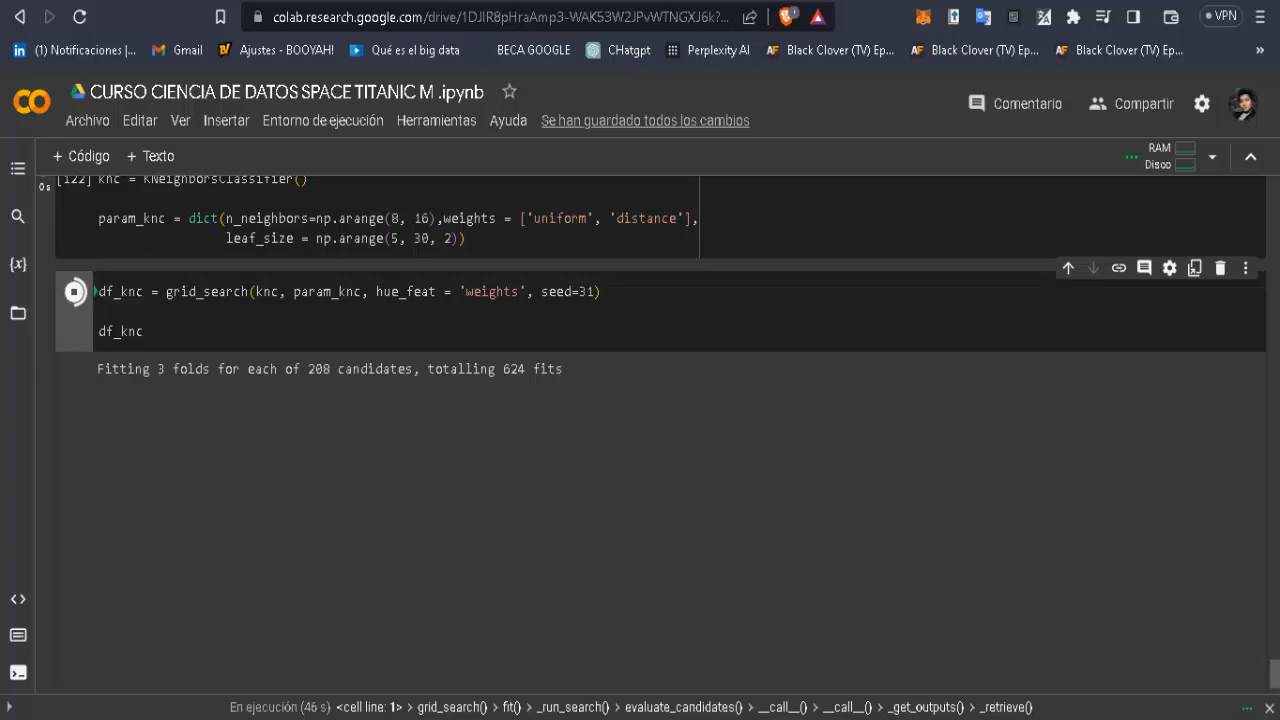 colab.research.google.com/drive/1DJIR8pHraAmp3-WAK53W2JPvWTNGXJ6k?...
VPN
(1) Notificaciones |...
Gmail
Ajustes - BOOYAH!
Qué es el big data
BECA GOOGLE
CHatgpt
Perplexity AI
Black Clover (TV) Ep...
Black Clover (TV) Ep...
Black Clover (TV) Ep...
»
CURSO CIENCIA DE DATOS SPACE TITANIC M .ipynb
Comentario
Compartir
Archivo Editar Ver Insertar Entorno de ejecución Herramientas Ayuda Se han guardado todos los cambios
+ Código + Texto
RAM
Disco
[122] knc = KNeighborsClassifier()
0s
param_knc = dict(n_neighbors=np.arange(8, 16),weights = ['uniform', 'distance'],
leaf_size = np.arange(5, 30, 2))
df_knc = grid_search(knc, param_knc, hue_feat = 'weights', seed=31)
df_knc
Fitting 3 folds for each of 208 candidates, totalling 624 fits
En ejecución (46 s) <cell line: 1> > grid_search() > fit() > _run_search() > evaluate_candidates() > __call__() > __call__() > _get_outputs() > _retrieve()